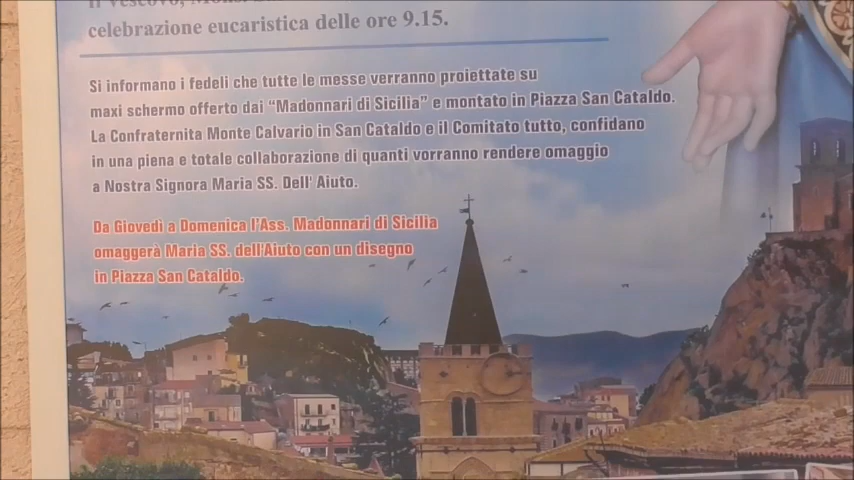 celebrazione eucaristica delle ore 9.15.
Si informano i fedeli che tutte le messe verranno proiettate su
maxi schermo offerto dai “Madonnari di Sicilia” e montato in Piazza San Cataldo.
La Confraternita Monte Calvario in San Cataldo e il Comitato tutto, confidano
in una piena e totale collaborazione di quanti vorranno rendere omaggio
a Nostra Signora Maria SS. Dell' Aiuto.
Da Giovedì a Domenica l'Ass. Madonnari di Sicilia
omaggerà Maria SS. dell'Aiuto con un disegno
in Piazza San Cataldo.